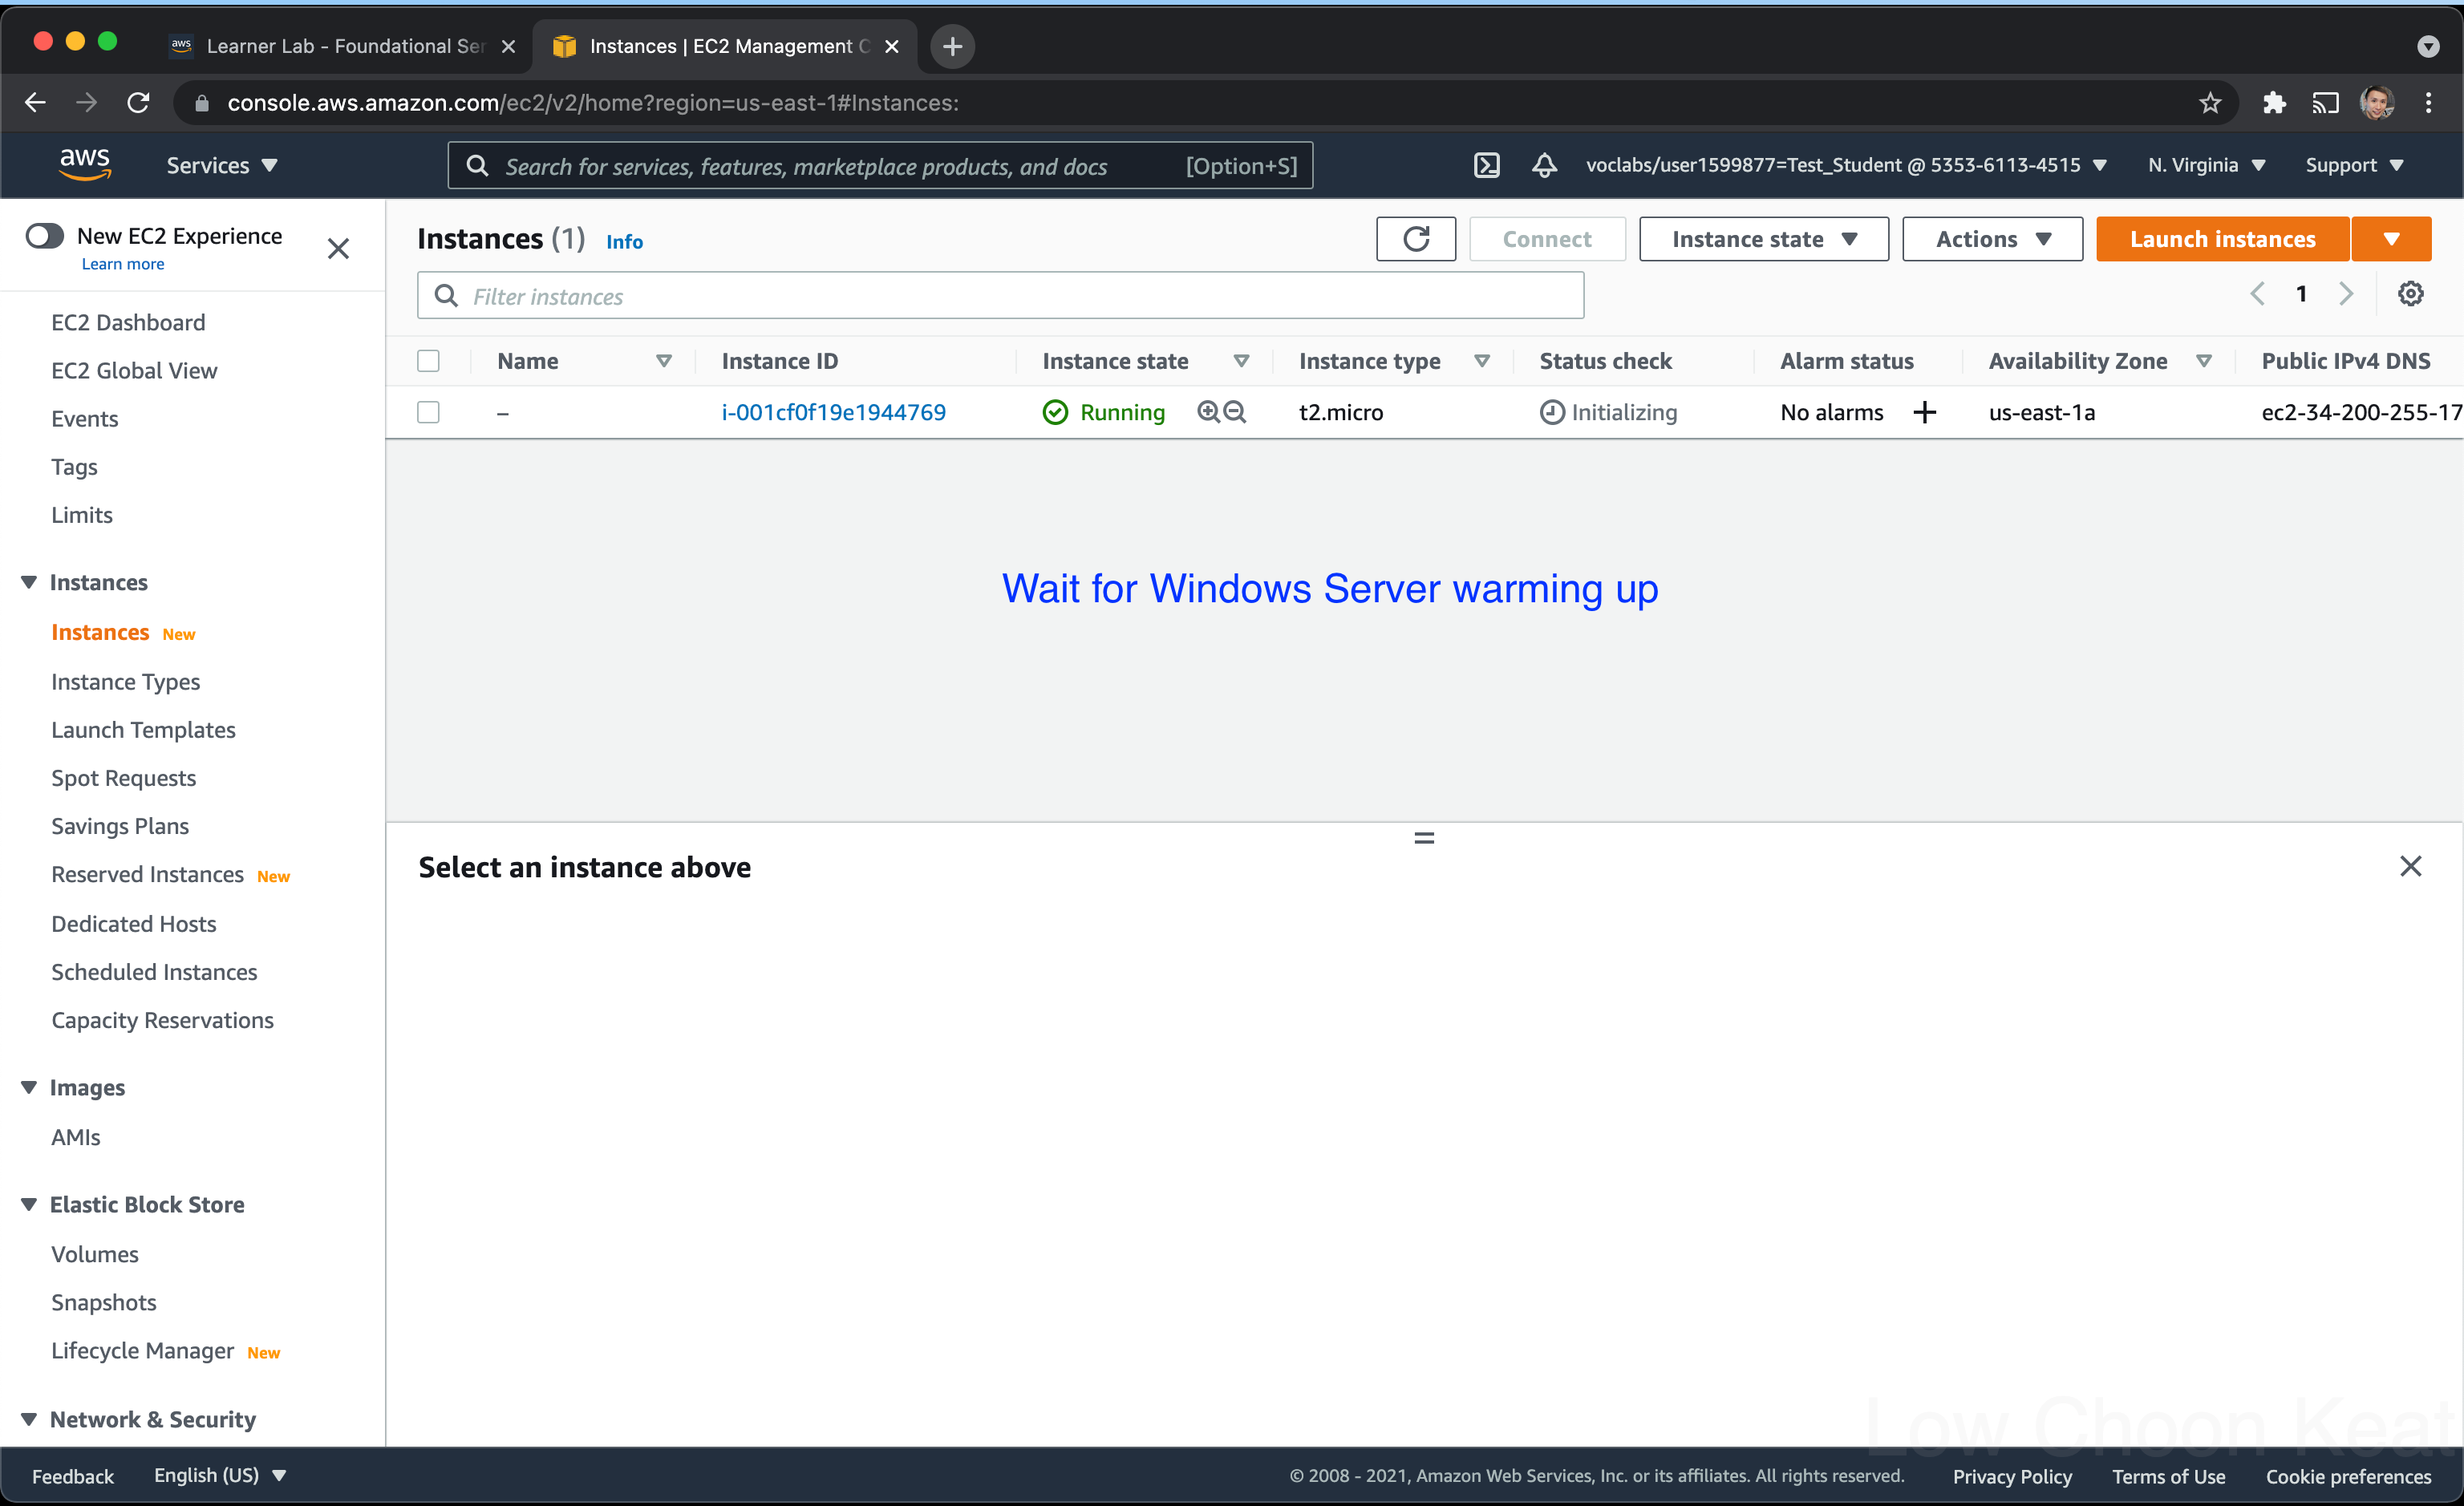 Learner Lab - Foundational Ser
Instances | EC2 Management C
console.aws.amazon.com/ec2/v2/home?region=us-east-1#Instances:
aws
Services
Search for services, features, marketplace products, and docs [Option+S]
voclabs/user1599877=Test_Student @ 5353-6113-4515
N. Virginia
Support
New EC2 Experience
Learn more
EC2 Dashboard
EC2 Global View
Events
Tags
Limits
Instances
Instances New
Instance Types
Launch Templates
Spot Requests
Savings Plans
Reserved Instances New
Dedicated Hosts
Scheduled Instances
Capacity Reservations
Images
AMIs
Elastic Block Store
Volumes
Snapshots
Lifecycle Manager New
Network & Security
Instances (1) Info
Connect
Instance state
Actions
Launch instances
Filter instances
1
Name Instance ID Instance state Instance type Status check Alarm status Availability Zone Public IPv4 DNS
– i-001cf0f19e1944769 Running t2.micro Initializing No alarms + us-east-1a ec2-34-200-255-17
Wait for Windows Server warming up
Select an instance above
Low Choon Keat
Feedback English (US) © 2008 - 2021, Amazon Web Services, Inc. or its affiliates. All rights reserved. Privacy Policy Terms of Use Cookie preferences